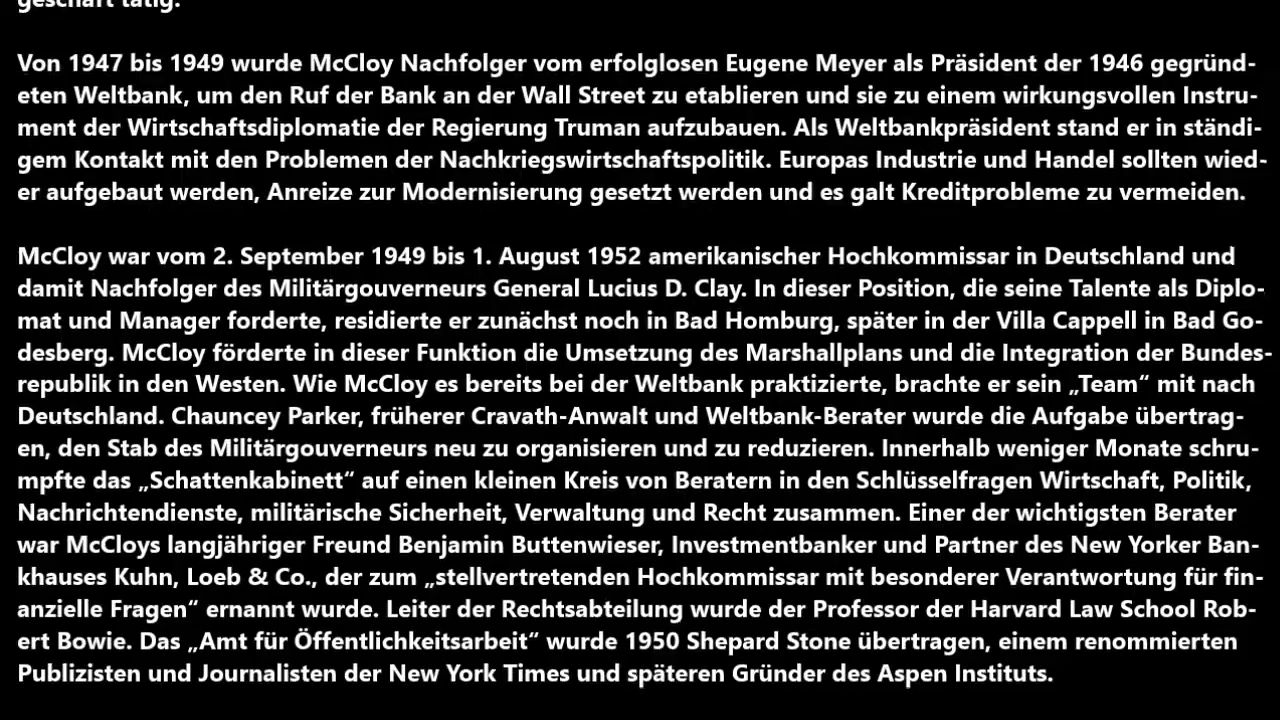 geschäft tätig.
Von 1947 bis 1949 wurde McCloy Nachfolger vom erfolglosen Eugene Meyer als Präsident der 1946 gegründ-
eten Weltbank, um den Ruf der Bank an der Wall Street zu etablieren und sie zu einem wirkungsvollen Instru-
ment der Wirtschaftsdiplomatie der Regierung Truman aufzubauen. Als Weltbankpräsident stand er in ständi-
gem Kontakt mit den Problemen der Nachkriegswirtschaftspolitik. Europas Industrie und Handel sollten wied-
er aufgebaut werden, Anreize zur Modernisierung gesetzt werden und es galt Kreditprobleme zu vermeiden.
McCloy war vom 2. September 1949 bis 1. August 1952 amerikanischer Hochkommissar in Deutschland und
damit Nachfolger des Militärgouverneurs General Lucius D. Clay. In dieser Position, die seine Talente als Diplo-
mat und Manager forderte, residierte er zunächst noch in Bad Homburg, später in der Villa Cappell in Bad Go-
desberg. McCloy förderte in dieser Funktion die Umsetzung des Marshallplans und die Integration der Bundes-
republik in den Westen. Wie McCloy es bereits bei der Weltbank praktizierte, brachte er sein „Team“ mit nach
Deutschland. Chauncey Parker, früherer Cravath-Anwalt und Weltbank-Berater wurde die Aufgabe übertrag-
en, den Stab des Militärgouverneurs neu zu organisieren und zu reduzieren. Innerhalb weniger Monate schru-
mpfte das „Schattenkabinett“ auf einen kleinen Kreis von Beratern in den Schlüsselfragen Wirtschaft, Politik,
Nachrichtendienste, militärische Sicherheit, Verwaltung und Recht zusammen. Einer der wichtigsten Berater
war McCloys langjähriger Freund Benjamin Buttenwieser, Investmentbanker und Partner des New Yorker Ban-
khauses Kuhn, Loeb & Co., der zum „stellvertretenden Hochkommissar mit besonderer Verantwortung für fin-
anzielle Fragen“ ernannt wurde. Leiter der Rechtsabteilung wurde der Professor der Harvard Law School Rob-
ert Bowie. Das „Amt für Öffentlichkeitsarbeit“ wurde 1950 Shepard Stone übertragen, einem renommierten
Publizisten und Journalisten der New York Times und späteren Gründer des Aspen Instituts.